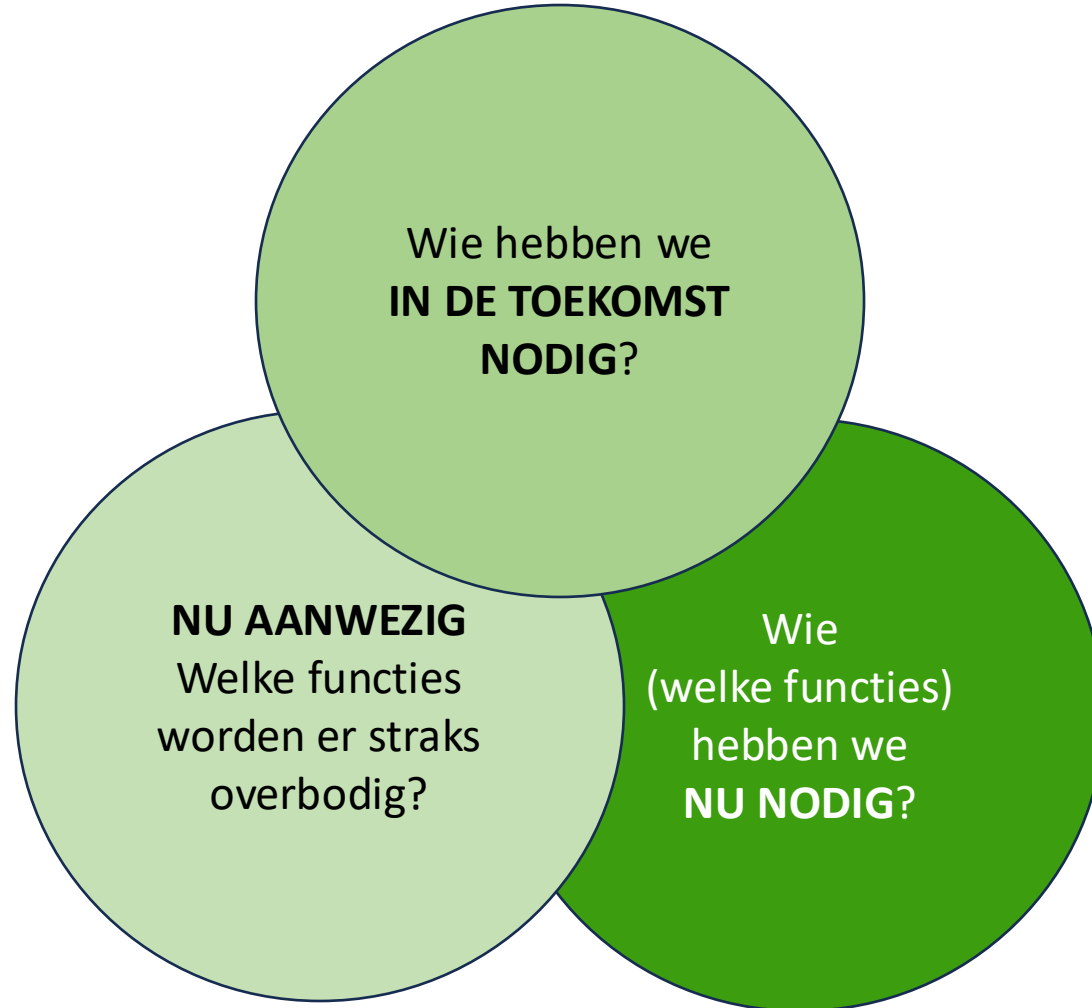 Wie hebben we
IN DE TOEKOMST
NODIG?
NU AANWEZIG
Welke functies
worden er straks
overbodig?
Wie
(welke functies)
hebben we
NU NODIG?